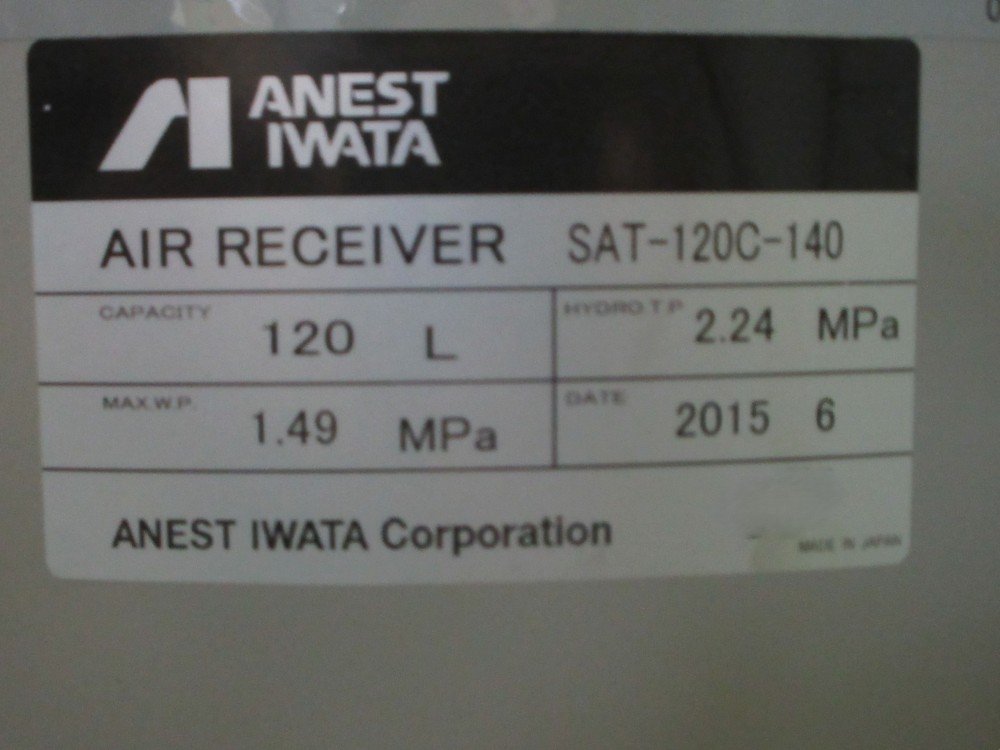 ANEST
IWATA
AIR RECEIVER SAT-120C-140
CAPACITY 120 L
HYDRO.T.P 2.24 MPa
MAX.W.P. 1.49 MPa
DATE 2015 6
ANEST IWATA Corporation
MADE IN JAPAN